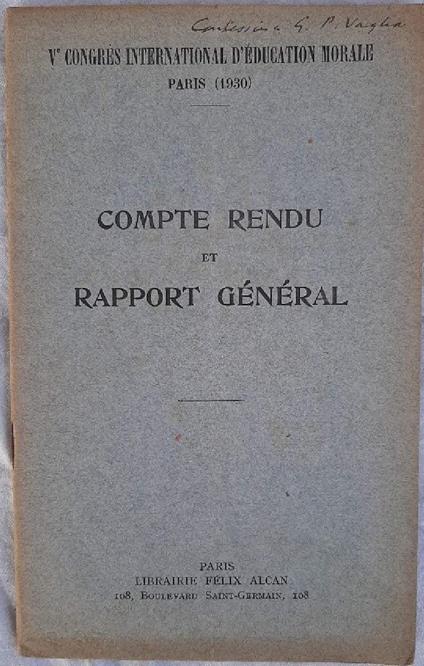 G. P. Vaglia
Vᵉ CONGRÈS INTERNATIONAL D'ÉDUCATION MORALE
PARIS (1930)
COMPTE RENDU
ET
RAPPORT GÉNÉRAL
PARIS
LIBRAIRIE FÉLIX ALCAN
108, BOULEVARD SAINT-GERMAIN, 108